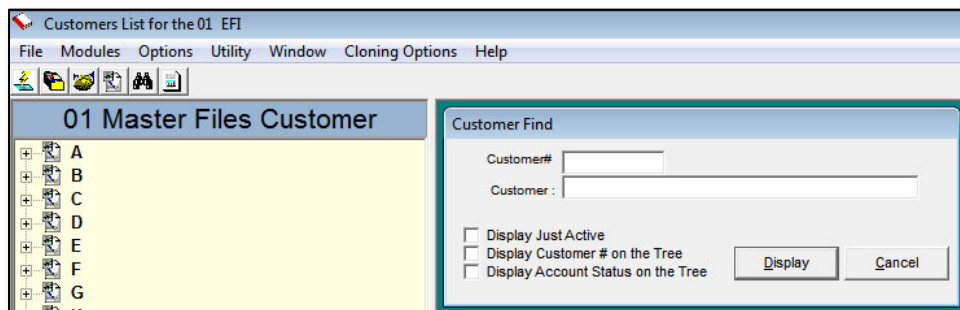 Customers List for the 01 EFI
File Modules Options Utility Window Cloning Options Help
01 Master Files Customer
A
B
C
D
E
F
G
Customer Find
Customer#
Customer :
Display Just Active
Display Customer # on the Tree
Display Account Status on the Tree
Display
Cancel